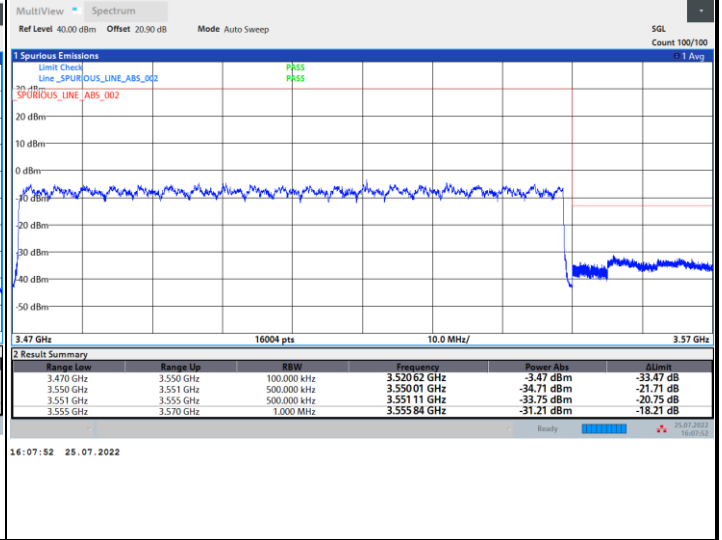 MultiView Spectrum
Ref Level 40.00 dBm Offset 20.90 dB Mode Auto Sweep SGL
Count 100/100
1 Spurious Emissions 1 Avg
Limit Check PASS
Line _SPURIOUS_LINE_ABS_002 PASS
30 dBm
_SPURIOUS_LINE_ABS_002
20 dBm
10 dBm
0 dBm
-10 dBm
-20 dBm
-30 dBm
-40 dBm
-50 dBm
3.47 GHz 16004 pts 10.0 MHz/ 3.57 GHz
2 Result Summary
Range Low Range Up RBW Frequency Power Abs ΔLimit
3.470 GHz 3.550 GHz 100.000 kHz 3.520 62 GHz -3.47 dBm -33.47 dB
3.550 GHz 3.551 GHz 500.000 kHz 3.550 01 GHz -34.71 dBm -21.71 dB
3.551 GHz 3.555 GHz 500.000 kHz 3.551 11 GHz -33.75 dBm -20.75 dB
3.555 GHz 3.570 GHz 1.000 MHz 3.555 84 GHz -31.21 dBm -18.21 dB
Ready 25.07.2022
16:07:52
16:07:52 25.07.2022